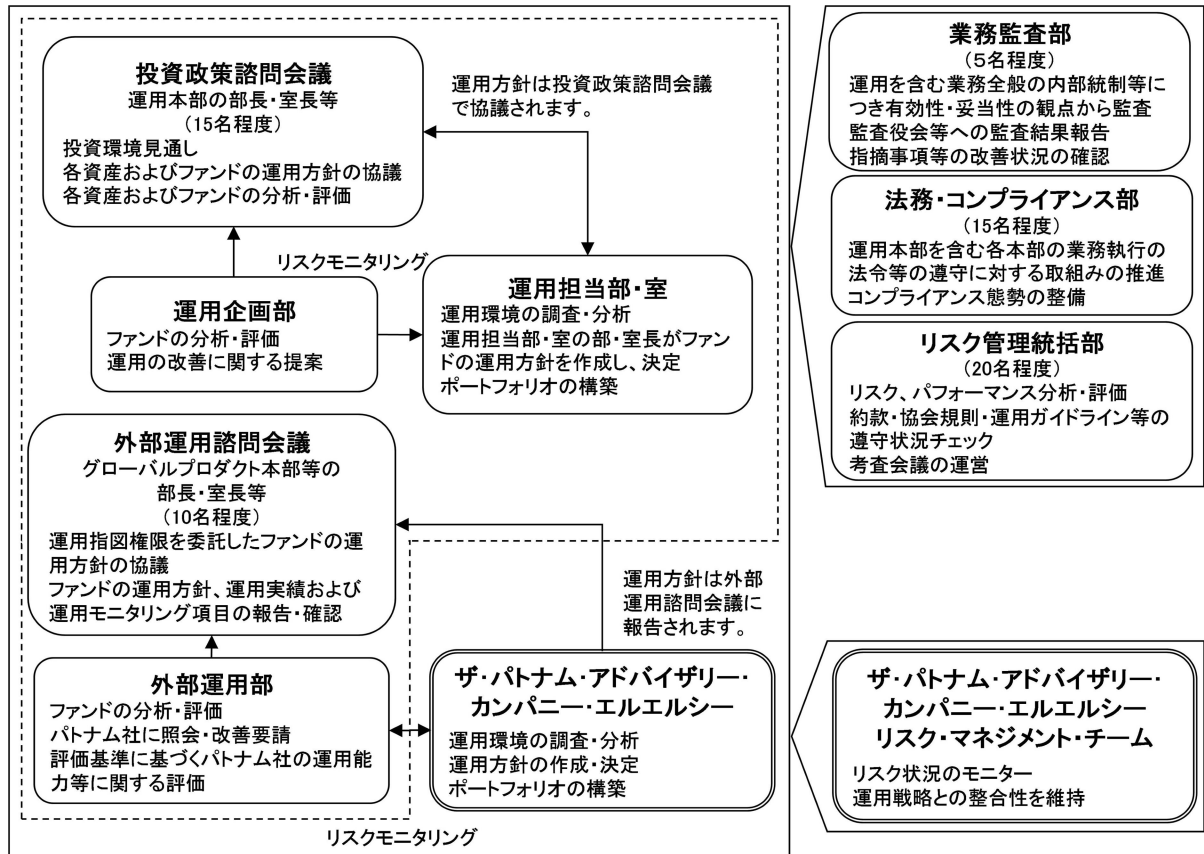 投資政策諮問会議
運用本部の部長・室長等
(15名程度)
投資環境見通し
各資産およびファンドの運用方針の協議
各資産およびファンドの分析・評価
運用方針は投資政策諮問会議
で協議されます。
リスクモニタリング
運用企画部
ファンドの分析・評価
運用の改善に関する提案
運用担当部・室
運用環境の調査・分析
運用担当部・室の部・室長がファン
ドの運用方針を作成し、決定
ポートフォリオの構築
外部運用諮問会議
グローバルプロダクト本部等の
部長・室長等
(10名程度)
運用指図権限を委託したファンドの運
用方針の協議
ファンドの運用方針、運用実績および
運用モニタリング項目の報告・確認
運用方針は外部
運用諮問会議に
報告されます。
外部運用部
ファンドの分析・評価
パトナム社に照会・改善要請
評価基準に基づくパトナム社の運用能
力等に関する評価
ザ・パトナム・アドバイザリー・
カンパニー・エルエルシー
運用環境の調査・分析
運用方針の作成・決定
ポートフォリオの構築
リスクモニタリング
業務監査部
(5名程度)
運用を含む業務全般の内部統制等に
つき有効性・妥当性の観点から監査
監査役会等への監査結果報告
指摘事項等の改善状況の確認
法務・コンプライアンス部
(15名程度)
運用本部を含む各本部の業務執行の
法令等の遵守に対する取組みの推進
コンプライアンス態勢の整備
リスク管理統括部
(20名程度)
リスク、パフォーマンス分析・評価
約款・協会規則・運用ガイドライン等の
遵守状況チェック
考査会議の運営
ザ・パトナム・アドバイザリー・
カンパニー・エルエルシー
リスク・マネジメント・チーム
リスク状況のモニター
運用戦略との整合性を維持